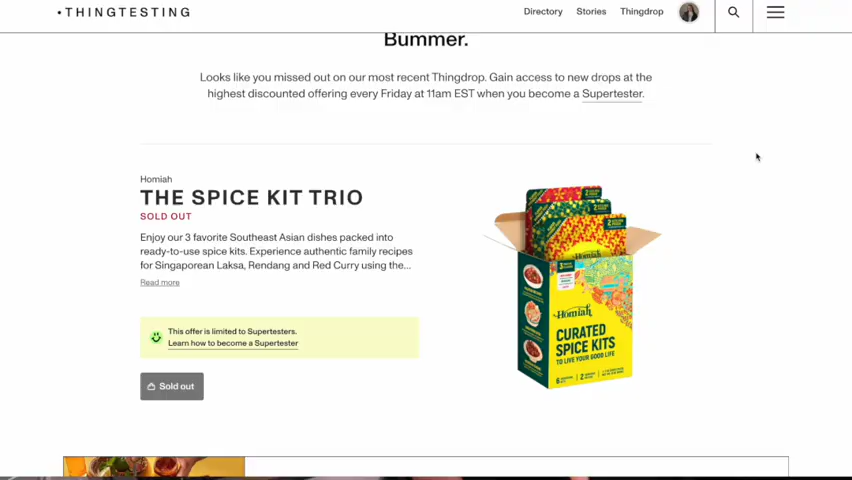 •THINGTESTING
Directory Stories Thingdrop
Bummer.
Looks like you missed out on our most recent Thingdrop. Gain access to new drops at the
highest discounted offering every Friday at 11am EST when you become a Supertester.
Homiah
THE SPICE KIT TRIO
SOLD OUT
Enjoy our 3 favorite Southeast Asian dishes packed into
ready-to-use spice kits. Experience authentic family recipes
for Singaporean Laksa, Rendang and Red Curry using the...
Read more
This offer is limited to Supertesters.
Learn how to become a Supertester
Sold out
Homiah
Homiah
CURATED
SPICE KITS
TO LIVE YOUR GOOD LIFE